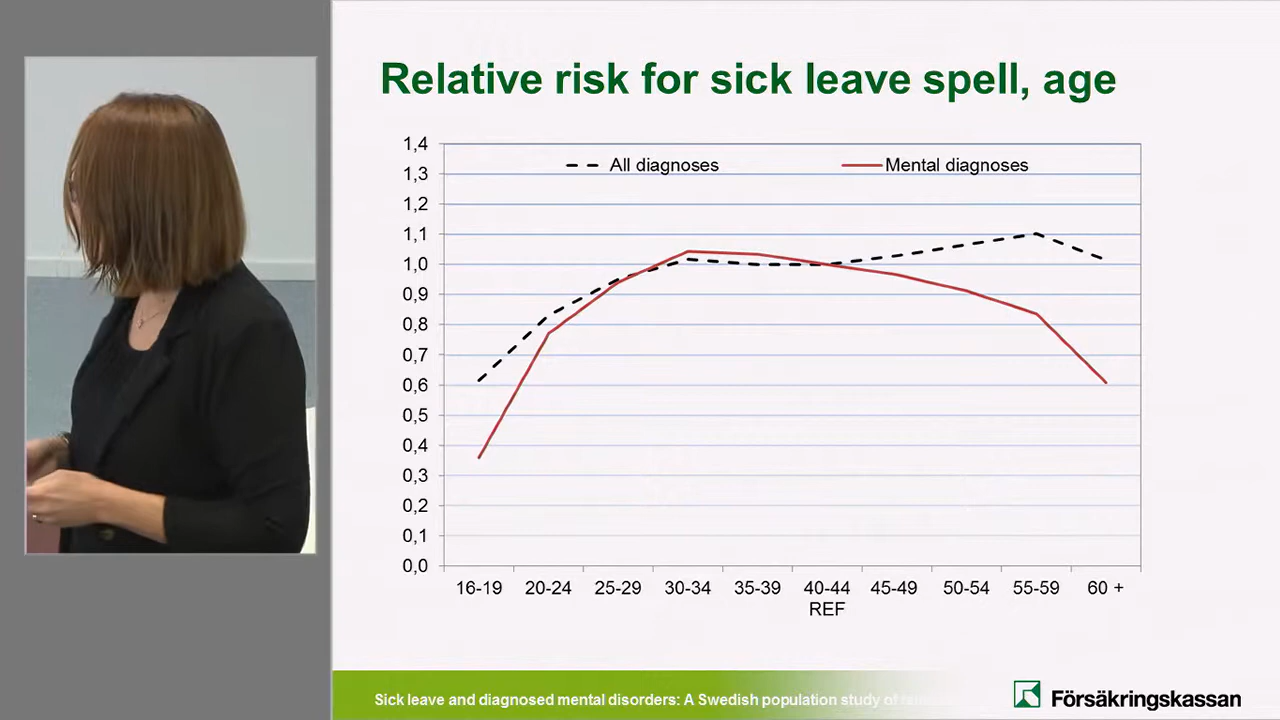 Relative risk for sick leave spell, age
All diagnoses
Mental diagnoses
1,4
1,3
1,2
1,1
1,0
0,9
0,8
0,7
0,6
0,5
0,4
0,3
0,2
0,1
0,0
16-19 20-24 25-29 30-34 35-39 40-44 45-49 50-54 55-59 60 +
REF
Sick leave and diagnosed mental disorders: A Swedish population study of
Försäkringskassan